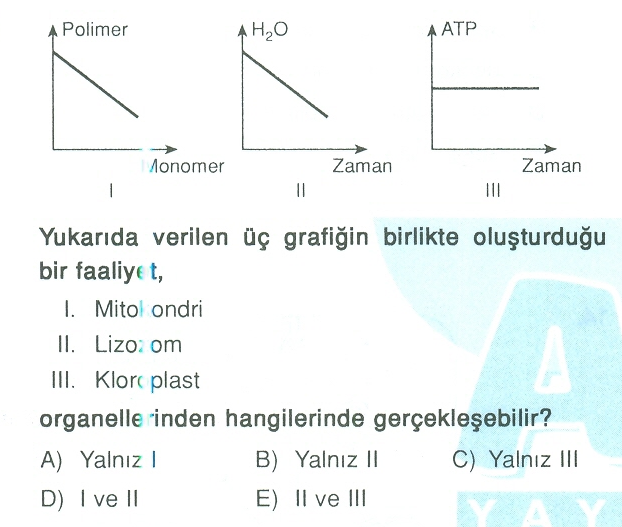 Polimer H₂O ATP
Monomer Zaman Zaman
I II III
Yukarıda verilen üç grafiğin birlikte oluşturduğu
bir faaliyet,
I. Mitokondri
II. Lizozom
III. Kloroplast
organellerinden hangilerinde gerçekleşebilir?
A) Yalnız I B) Yalnız II C) Yalnız III
D) I ve II E) II ve III
A
YAY